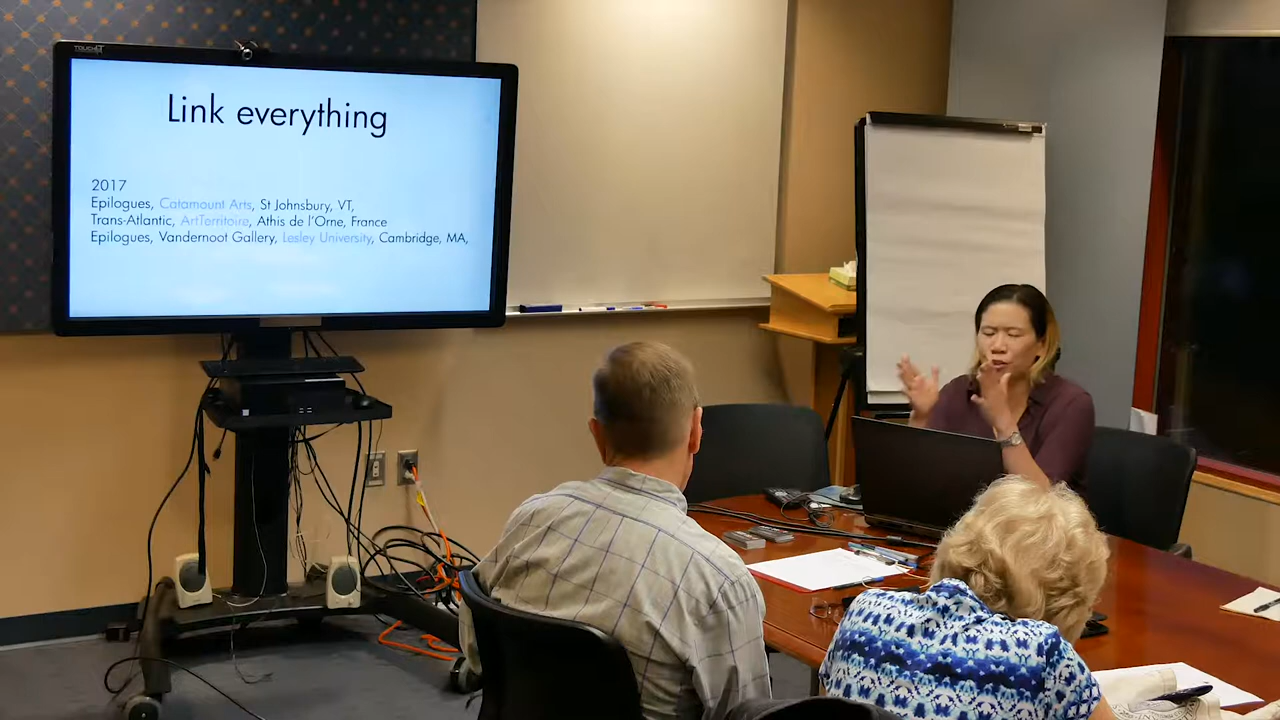 TOUCHIT
Link everything
2017
Epilogues, Catamount Arts, St Johnsbury, VT,
Trans-Atlantic, ArtTerritoire, Athis de l'Orne, France
Epilogues, Vandernoot Gallery, Lesley University, Cambridge, MA,